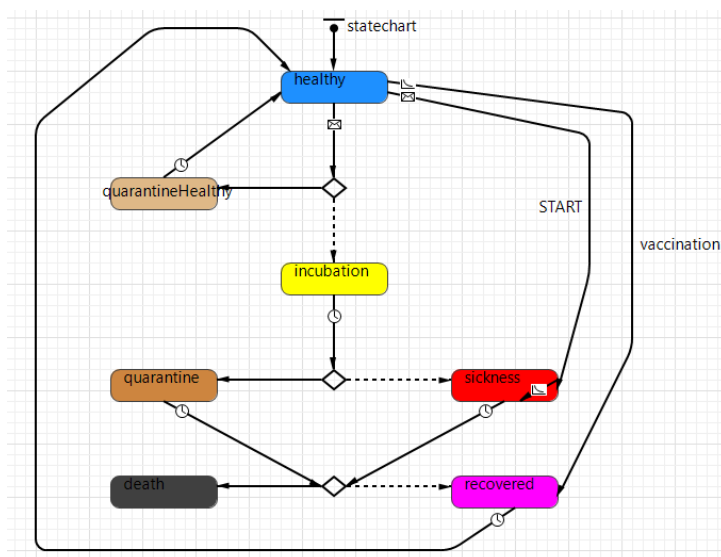 statechart
healthy
quarantineHealthy
START
vaccination
incubation
quarantine
sickness
death
recovered